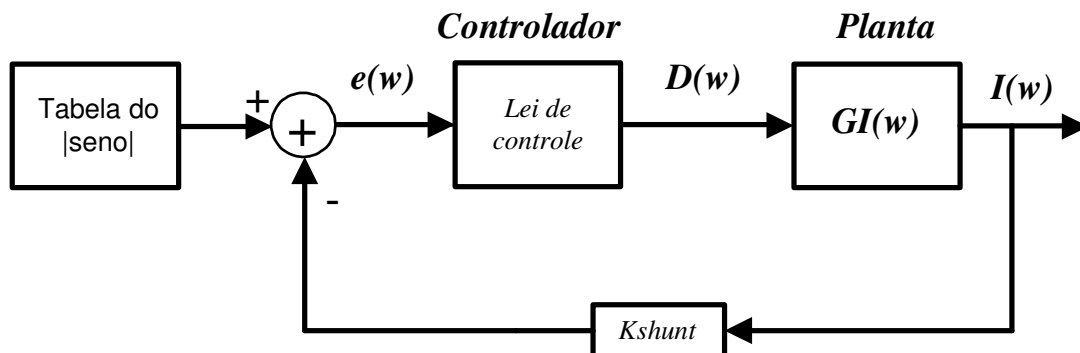 Controlador
Planta
e(w)
D(w)
I(w)
Tabela do
|seno|
+
+
-
Lei de
controle
GI(w)
Kshunt